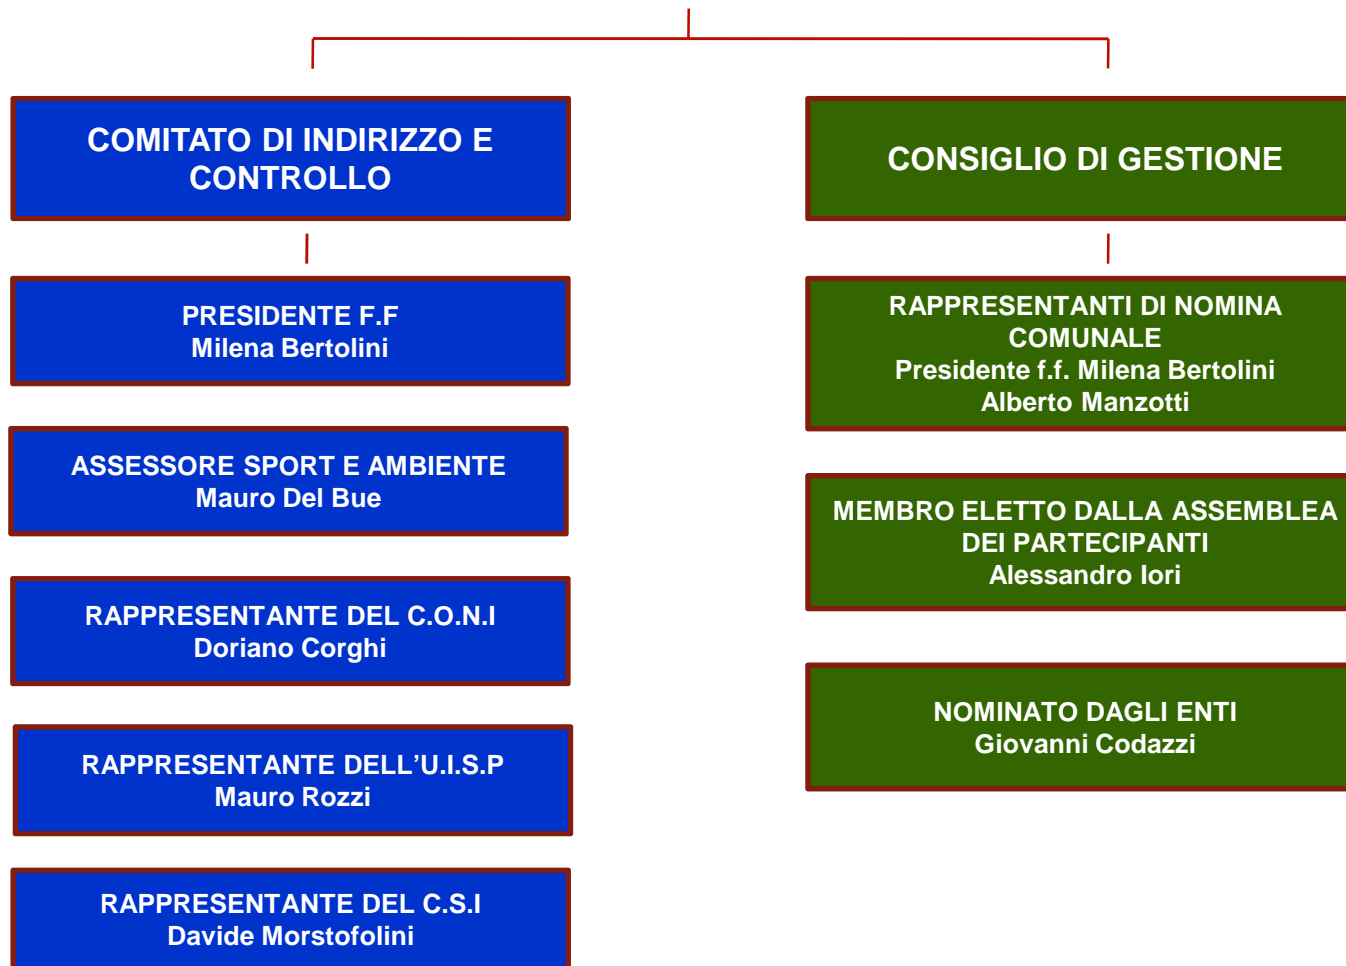 COMITATO DI INDIRIZZO E
CONTROLLO
PRESIDENTE F.F
Milena Bertolini
ASSESSORE SPORT E AMBIENTE
Mauro Del Bue
RAPPRESENTANTE DEL C.O.N.I
Doriano Corghi
RAPPRESENTANTE DELL’U.I.S.P
Mauro Rozzi
RAPPRESENTANTE DEL C.S.I
Davide Morstofolini
CONSIGLIO DI GESTIONE
RAPPRESENTANTI DI NOMINA
COMUNALE
Presidente f.f. Milena Bertolini
Alberto Manzotti
MEMBRO ELETTO DALLA ASSEMBLEA
DEI PARTECIPANTI
Alessandro Iori
NOMINATO DAGLI ENTI
Giovanni Codazzi